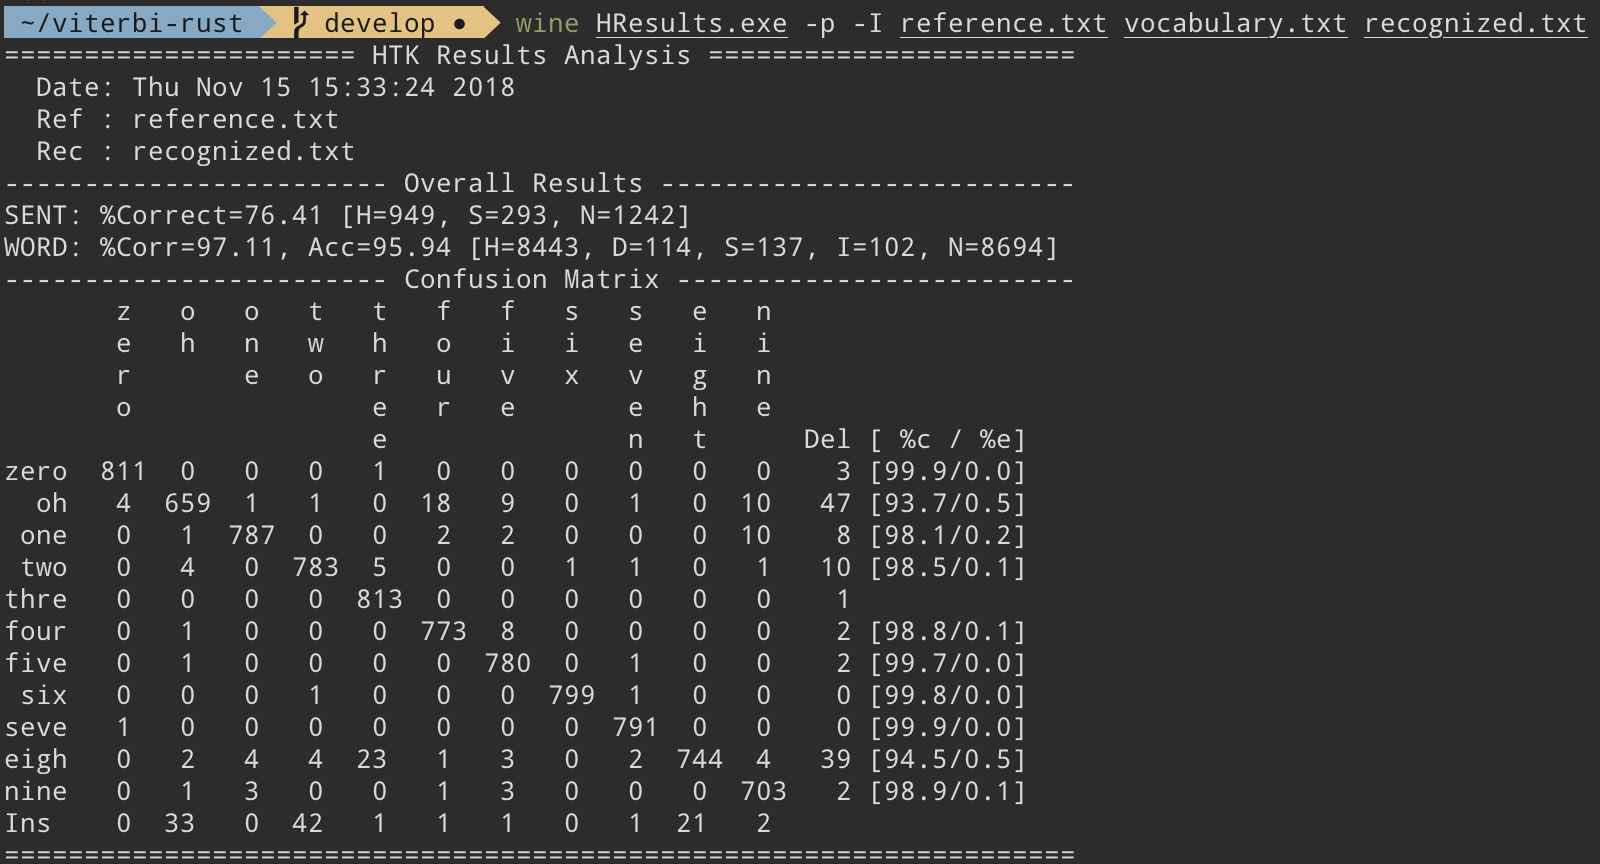 ~/viterbi-rust develop ● wine HResults.exe -p -I reference.txt vocabulary.txt recognized.txt
====================== HTK Results Analysis =======================
  Date: Thu Nov 15 15:33:24 2018
  Ref : reference.txt
  Rec : recognized.txt
------------------------ Overall Results --------------------------
SENT: %Correct=76.41 [H=949, S=293, N=1242]
WORD: %Corr=97.11, Acc=95.94 [H=8443, D=114, S=137, I=102, N=8694]
------------------------ Confusion Matrix -------------------------
       z   o   o   t   t   f   f   s   s   e   n
       e   h   n   w   h   o   i   i   e   i   i
       r       e   o   r   u   v   x   v   g   n
       o               e   r   e       e   h   e
                       e               n   t      Del [ %c / %e]
zero  811  0   0   0   1   0   0   0   0   0   0    3 [99.9/0.0]
  oh   4  659  1   1   0  18   9   0   1   0  10   47 [93.7/0.5]
 one   0   1  787  0   0   2   2   0   0   0  10    8 [98.1/0.2]
 two   0   4   0  783  5   0   0   1   1   0   1   10 [98.5/0.1]
thre   0   0   0   0  813  0   0   0   0   0   0    1
four   0   1   0   0   0  773  8   0   0   0   0    2 [98.8/0.1]
five   0   1   0   0   0   0  780  0   1   0   0    2 [99.7/0.0]
 six   0   0   0   1   0   0   0  799  1   0   0    0 [99.8/0.0]
seve   1   0   0   0   0   0   0   0  791  0   0    0 [99.9/0.0]
eigh   0   2   4   4  23   1   3   0   2  744  4   39 [94.5/0.5]
nine   0   1   3   0   0   1   3   0   0   0  703   2 [98.9/0.1]
Ins    0  33   0  42   1   1   1   0   1  21   2
===================================================================